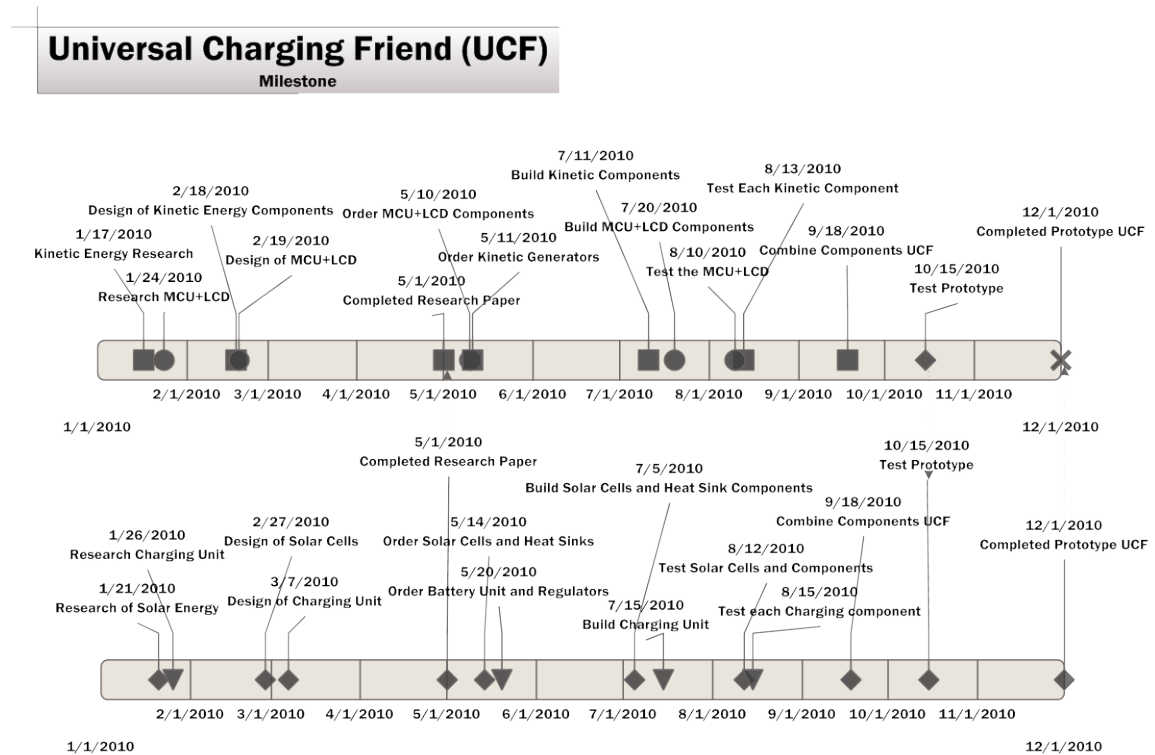 Universal Charging Friend (UCF)
Milestone
7/11/2010
Build Kinetic Components
8/13/2010
Test Each Kinetic Component
2/18/2010
Design of Kinetic Energy Components
5/10/2010
Order MCU+LCD Components
7/20/2010
Build MCU+LCD Components
12/1/2010
Completed Prototype UCF
1/17/2010
Kinetic Energy Research
2/19/2010
Design of MCU+LCD
5/11/2010
Order Kinetic Generators
8/10/2010
Test the MCU+LCD
9/18/2010
Combine Components UCF
1/24/2010
Research MCU+LCD
5/1/2010
Completed Research Paper
10/15/2010
Test Prototype
2/1/2010 3/1/2010 4/1/2010 5/1/2010 6/1/2010 7/1/2010 8/1/2010 9/1/2010 10/1/2010 11/1/2010
1/1/2010 12/1/2010
5/1/2010
Completed Research Paper
10/15/2010
Test Prototype
7/5/2010
Build Solar Cells and Heat Sink Components
9/18/2010
Combine Components UCF
1/26/2010
Research Charging Unit
2/27/2010
Design of Solar Cells
5/14/2010
Order Solar Cells and Heat Sinks
12/1/2010
Completed Prototype UCF
8/12/2010
Test Solar Cells and Components
1/21/2010
Research of Solar Energy
3/7/2010
Design of Charging Unit
5/20/2010
Order Battery Unit and Regulators
7/15/2010
Build Charging Unit
8/15/2010
Test each Charging component
2/1/2010 3/1/2010 4/1/2010 5/1/2010 6/1/2010 7/1/2010 8/1/2010 9/1/2010 10/1/2010 11/1/2010
1/1/2010 12/1/2010